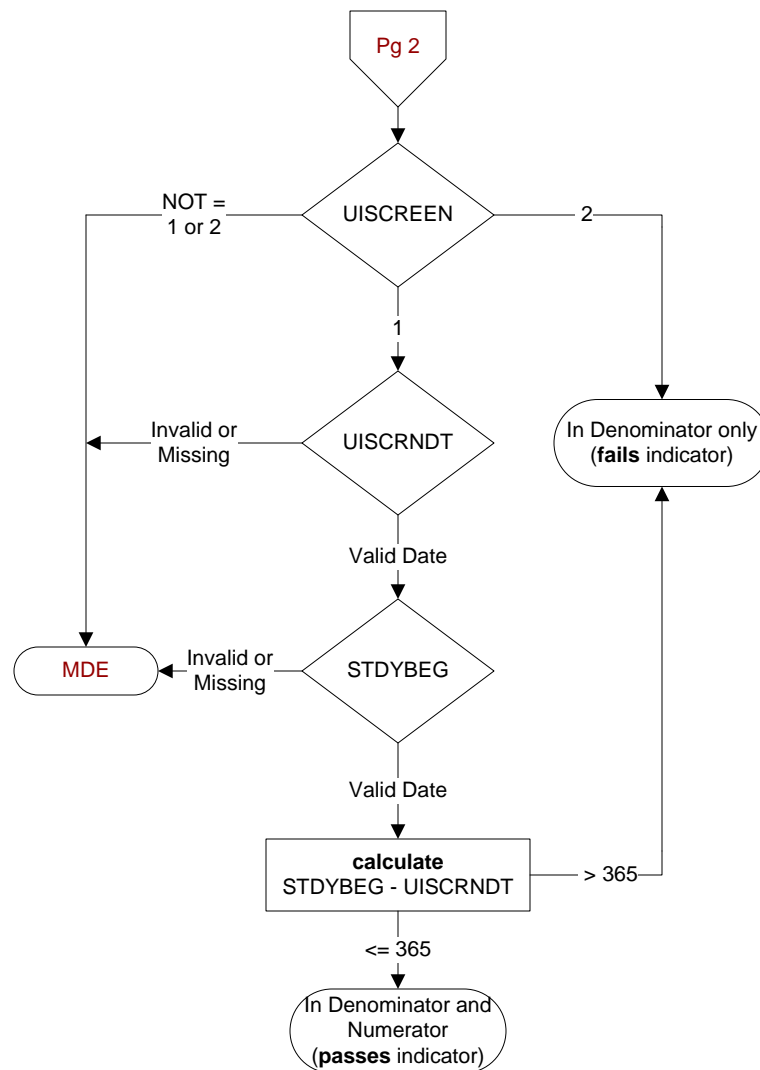 Pg 2
NOT =
1 or 2
UISCREEN
2
1
Invalid or
Missing
UISCRNDT
In Denominator only
(fails indicator)
Valid Date
MDE
Invalid or
Missing
STDYBEG
Valid Date
calculate
STDYBEG - UISCRNDT
> 365
<= 365
In Denominator and
Numerator
(passes indicator)